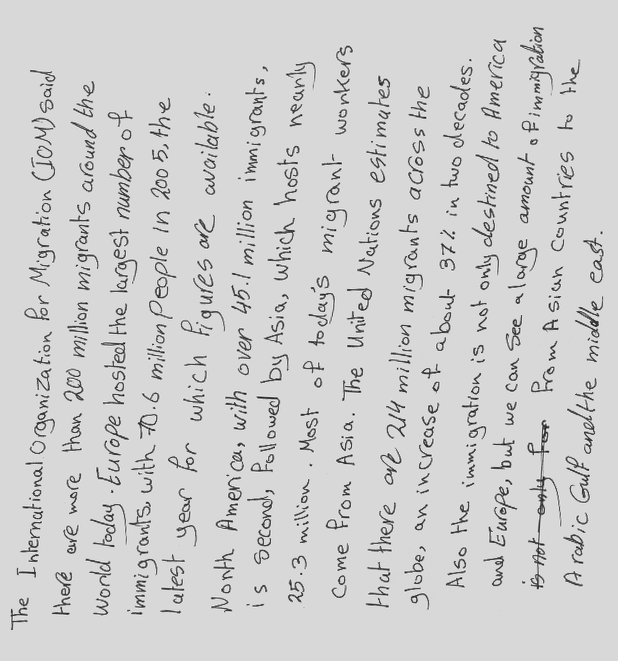 The International Organization for Migration (IOM) said
there are more than 200 million migrants around the
World today. Europe hosted the largest number of
immigrants, with 70.6 million People in 2005, the
latest year for which figures are available.
North America, with over 45.1 million immigrants,
is second, followed by Asia, which hosts nearly
25.3 million. Most of today's migrant workers
come from Asia. The United Nations estimates
that there are 214 million migrants across the
globe, an increase of about 37% in two decades.
Also the immigration is not only destined to America
and Europe, but we can see a large amount of immigration
is not only for From Asian countries to the
Arabic Gulf and the middle east.